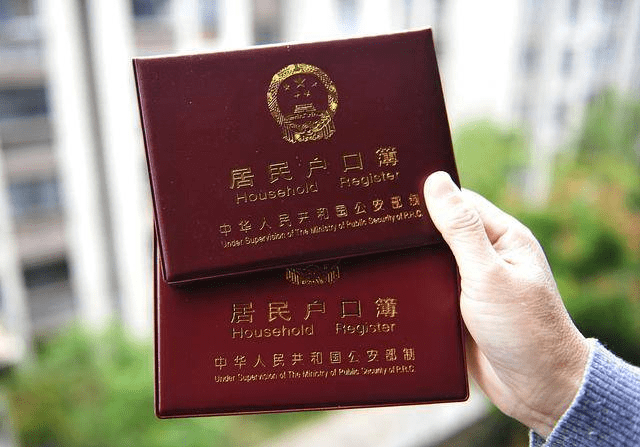 居民户口簿
Household Register
中华人民共和国公安部制
Under Supervision of The Ministry of Public Security of P.R.C
居民户口簿
Household Register
中华人民共和国公安部制
Under Supervision of The Ministry of Public Security of P.R.C